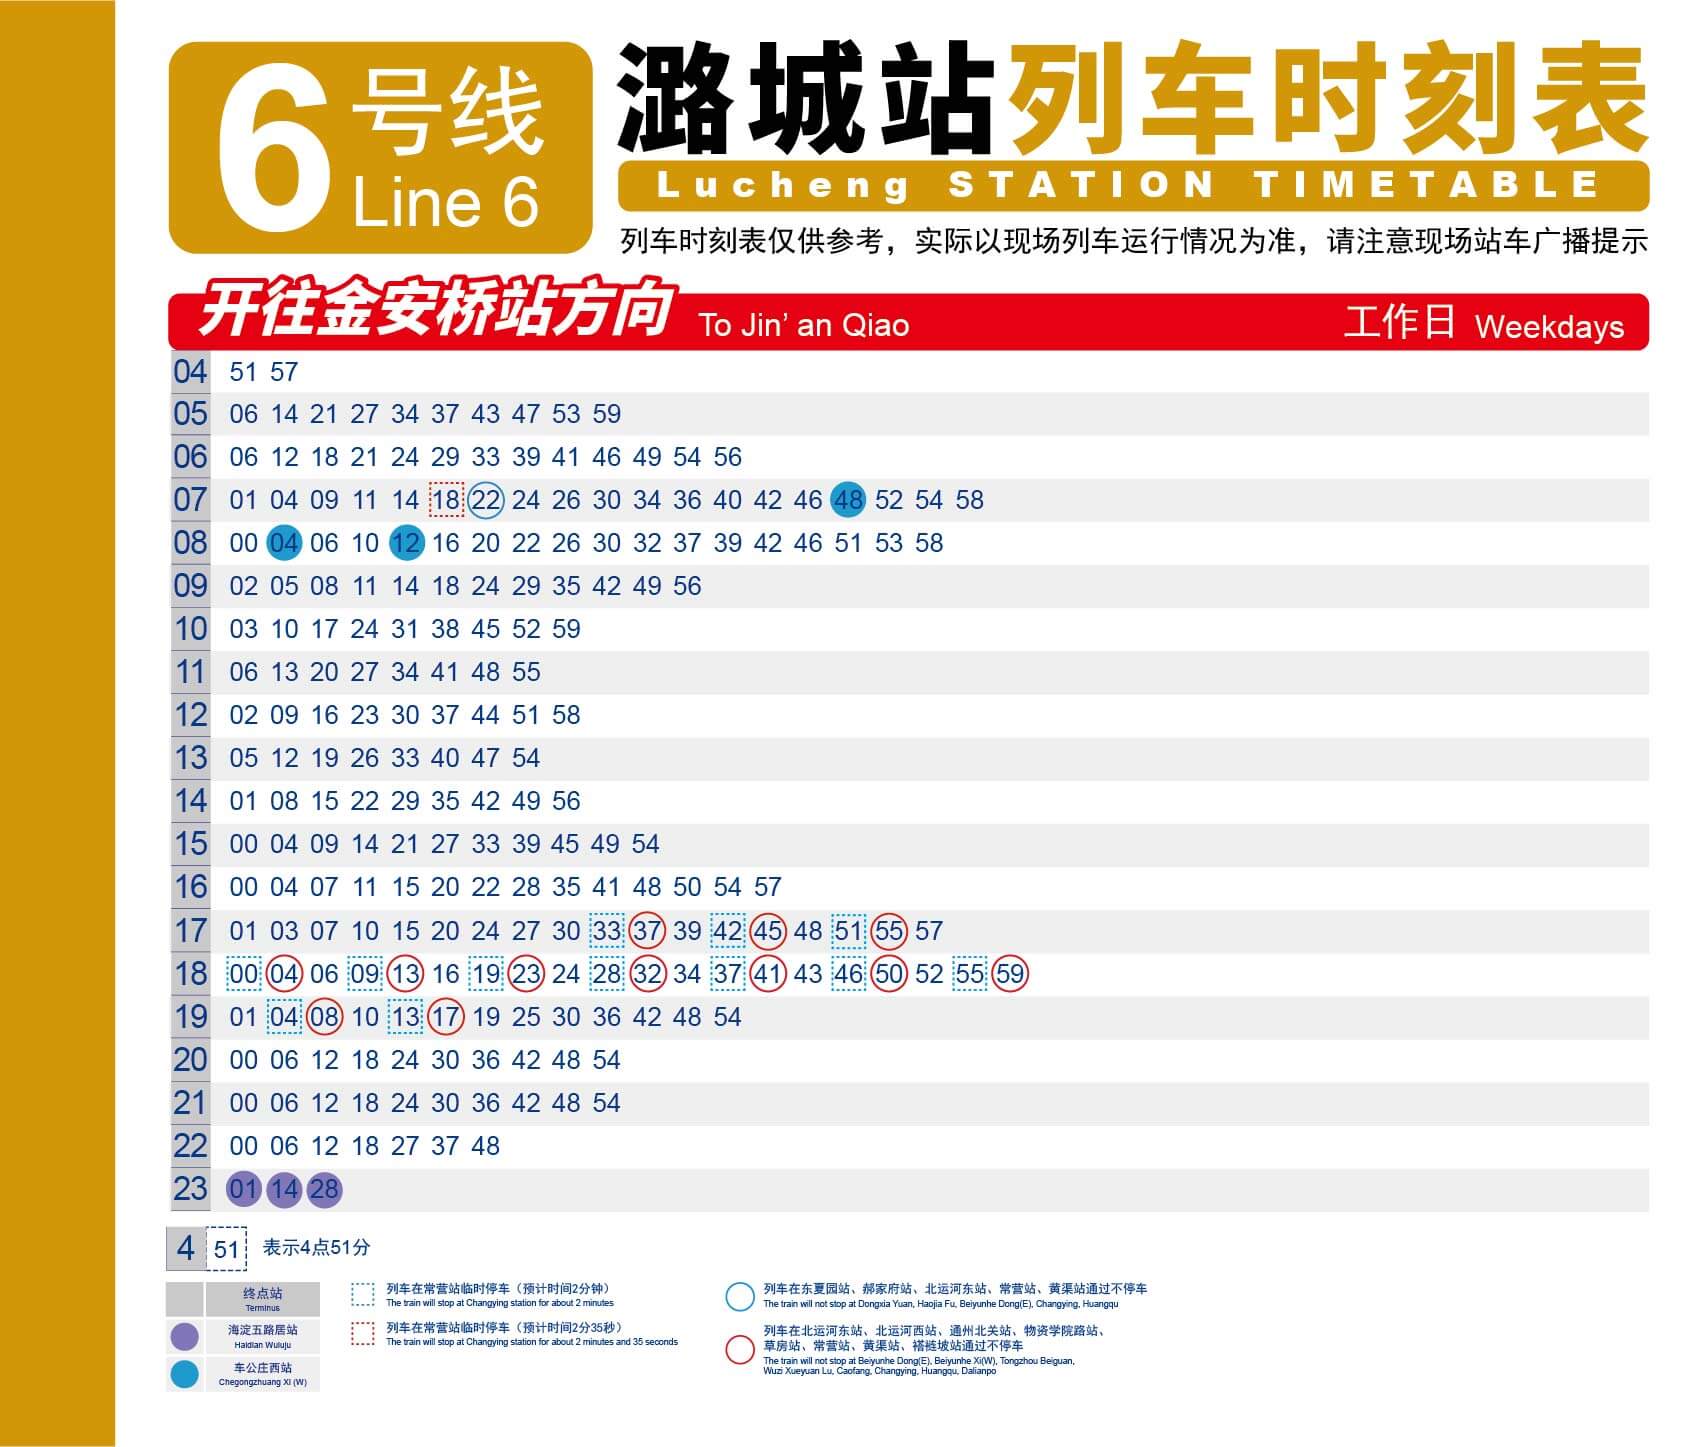 6 号线
Line 6
潞城站列车时刻表
Lucheng STATION TIMETABLE
列车时刻表仅供参考，实际以现场列车运行情况为准，请注意现场站车广播提示
开往金安桥站方向 To Jin’ an Qiao 工作日 Weekdays
04 51 57
05 06 14 21 27 34 37 43 47 53 59
06 06 12 18 21 24 29 33 39 41 46 49 54 56
07 01 04 09 11 14 18 22 24 26 30 34 36 40 42 46 48 52 54 58
08 00 04 06 10 12 16 20 22 26 30 32 37 39 42 46 51 53 58
09 02 05 08 11 14 18 24 29 35 42 49 56
10 03 10 17 24 31 38 45 52 59
11 06 13 20 27 34 41 48 55
12 02 09 16 23 30 37 44 51 58
13 05 12 19 26 33 40 47 54
14 01 08 15 22 29 35 42 49 56
15 00 04 09 14 21 27 33 39 45 49 54
16 00 04 07 11 15 20 22 28 35 41 48 50 54 57
17 01 03 07 10 15 20 24 27 30 33 37 39 42 45 48 51 55 57
18 00 04 06 09 13 16 19 23 24 28 32 34 37 41 43 46 50 52 55 59
19 01 04 08 10 13 17 19 25 30 36 42 48 54
20 00 06 12 18 24 30 36 42 48 54
21 00 06 12 18 24 30 36 42 48 54
22 00 06 12 18 27 37 48
23 01 14 28
4 51 表示4点51分
终点站
Terminus
海淀五路居站
Haidian Wuluju
车公庄西站
Chegongzhuang Xi (W)
列车在常营站临时停车（预计时间2分钟）
The train will stop at Changying station for about 2 minutes
列车在常营站临时停车（预计时间2分35秒）
The train will stop at Changying station for about 2 minutes and 35 seconds
列车在东夏园站、郝家府站、北运河东站、常营站、黄渠站通过不停车
The train will not stop at Dongxia Yuan, Haojia Fu, Beiyunhe Dong(E), Changying, Huangqu
列车在北运河东站、北运河西站、通州北关站、物资学院路站、
草房站、常营站、黄渠站、褡裢坡站通过不停车
The train will not stop at Beiyunhe Dong(E), Beiyunhe Xi(W), Tongzhou Beiguan,
Wuzi Xueyuan Lu, Caofang, Changying, Huangqu, Dalianpo